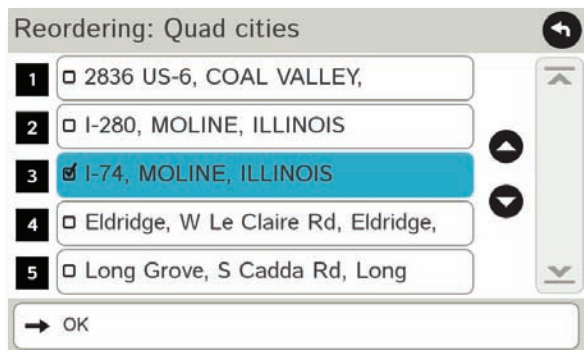 Reordering: Quad cities
1 2836 US-6, COAL VALLEY,
2 I-280, MOLINE, ILLINOIS
3 I-74, MOLINE, ILLINOIS
4 Eldridge, W Le Claire Rd, Eldridge,
5 Long Grove, S Cadda Rd, Long
OK